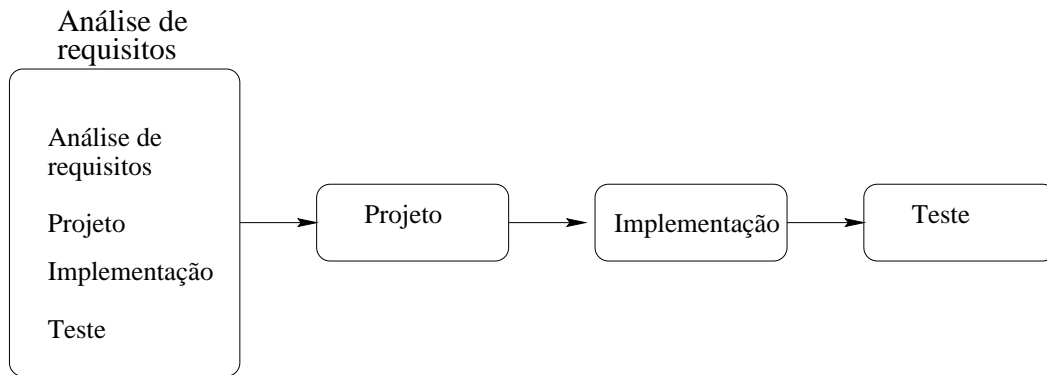 Análise de
requisitos
Análise de
requisitos
Projeto
Implementação
Teste
Projeto
Implementação
Teste